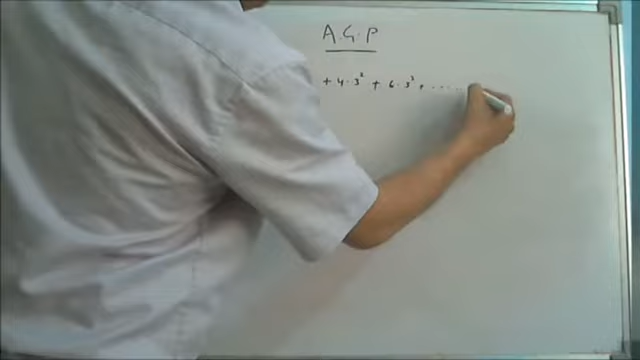 A.G.P
+ 4·3² + 6·3³ + ......